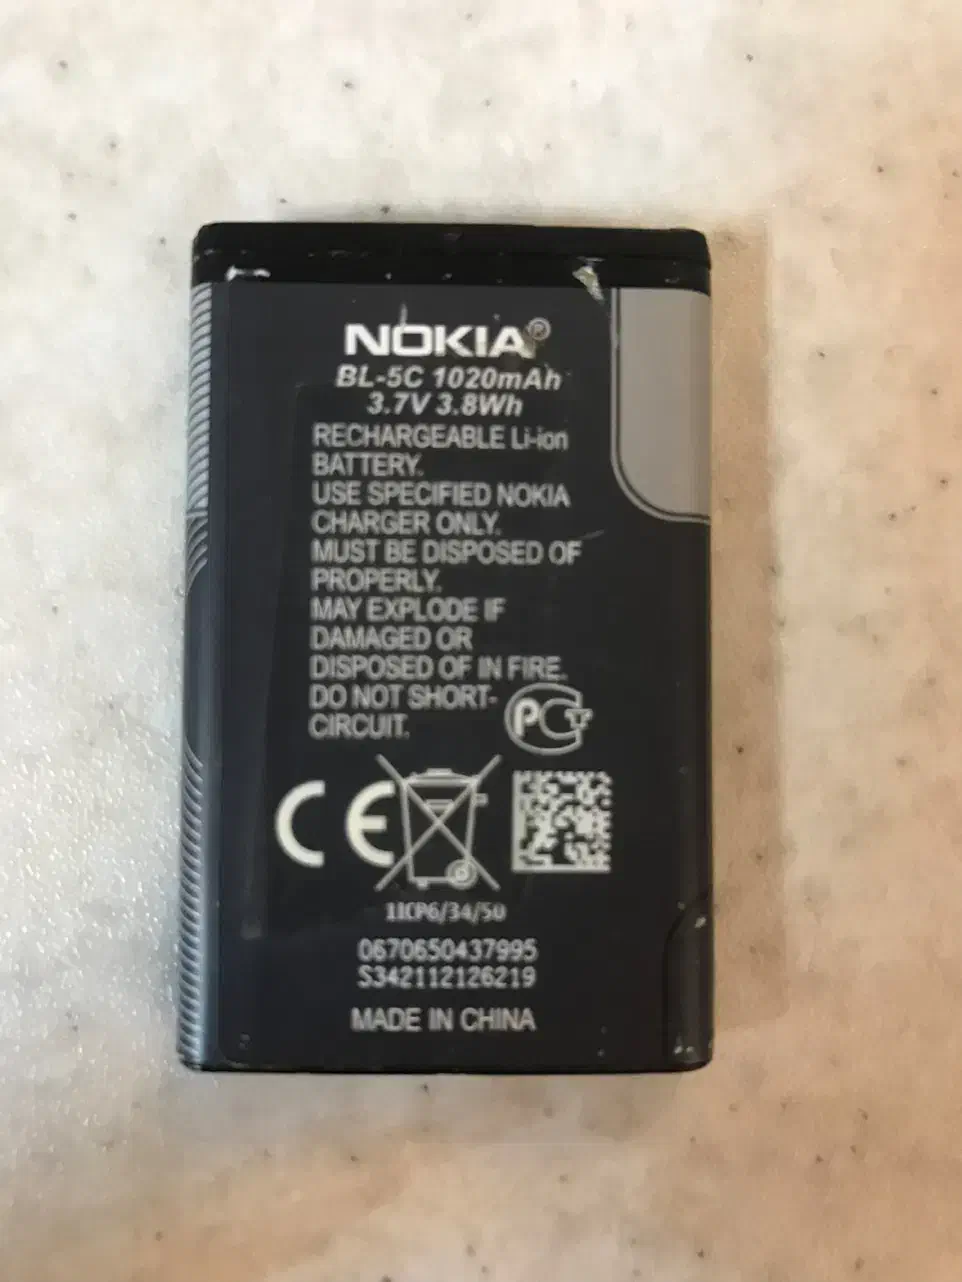 NOKIA®
BL-5C 1020mAh
3.7V 3.8Wh
RECHARGEABLE Li-ion
BATTERY.
USE SPECIFIED NOKIA
CHARGER ONLY.
MUST BE DISPOSED OF
PROPERLY.
MAY EXPLODE IF
DAMAGED OR
DISPOSED OF IN FIRE.
DO NOT SHORT-
CIRCUIT.
PCT
CE
1ICP6/34/50
0670650437995
S342112126219
MADE IN CHINA